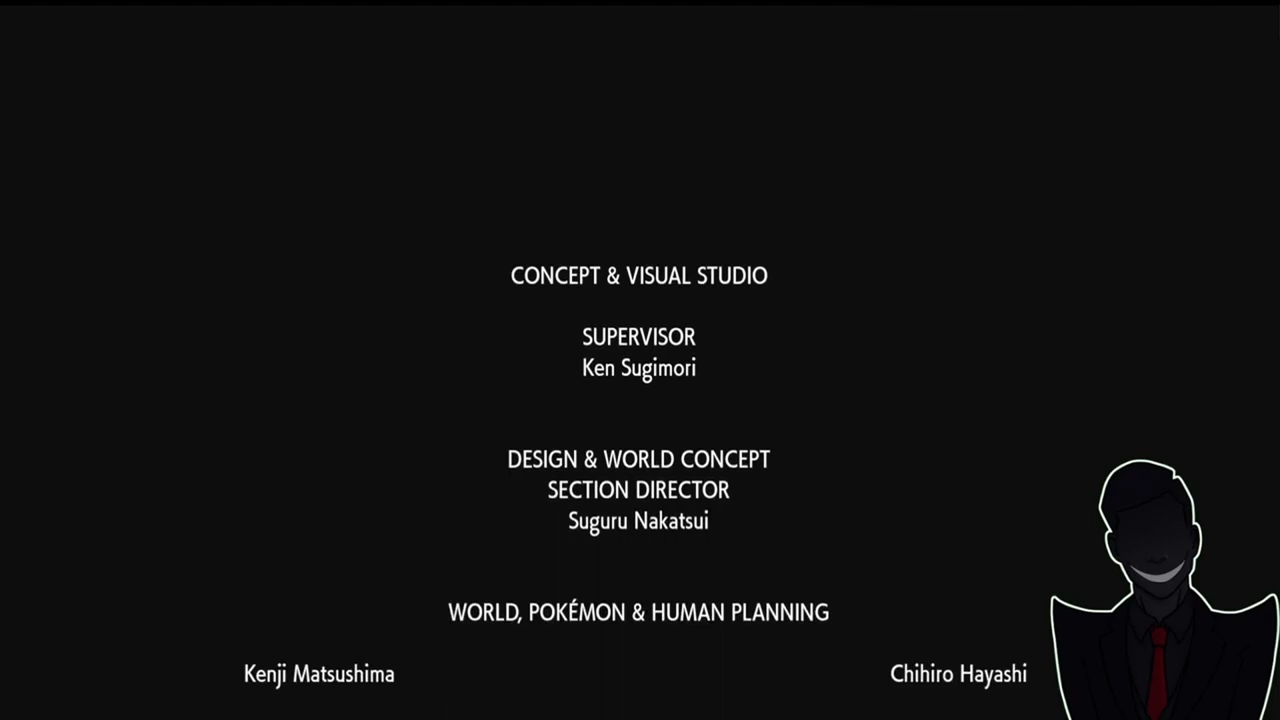 CONCEPT & VISUAL STUDIO
SUPERVISOR
Ken Sugimori
DESIGN & WORLD CONCEPT
SECTION DIRECTOR
Suguru Nakatsui
WORLD, POKÉMON & HUMAN PLANNING
Kenji Matsushima
Chihiro Hayashi